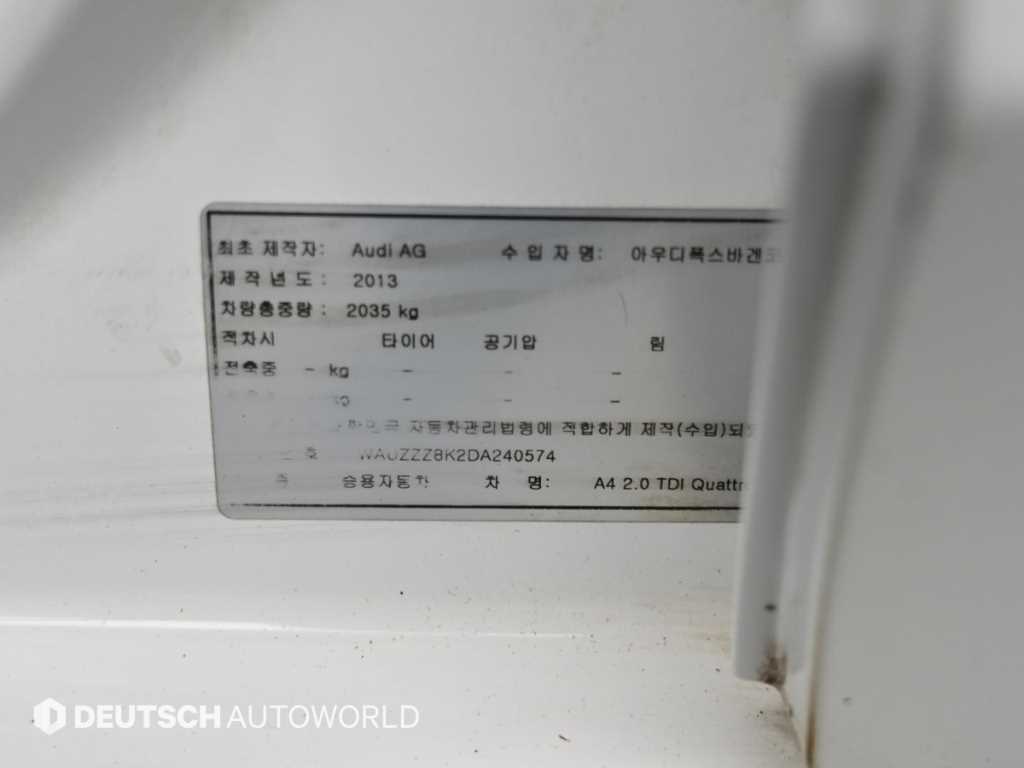 최초 제작자: Audi AG 수 입 자 명: 아우디폭스바겐코
제 작 년 도 : 2013
차량총중량 : 2035 kg
적차시 타이어 공기압 림
전축중 - kg - - -
kg - - -
자동차관리법령에 적합하게 제작(수입)되
호 WAUZZZ8K2DA240574
종 승용자동차 차 명: A4 2.0 TDI Quattr
DEUTSCH AUTOWORLD